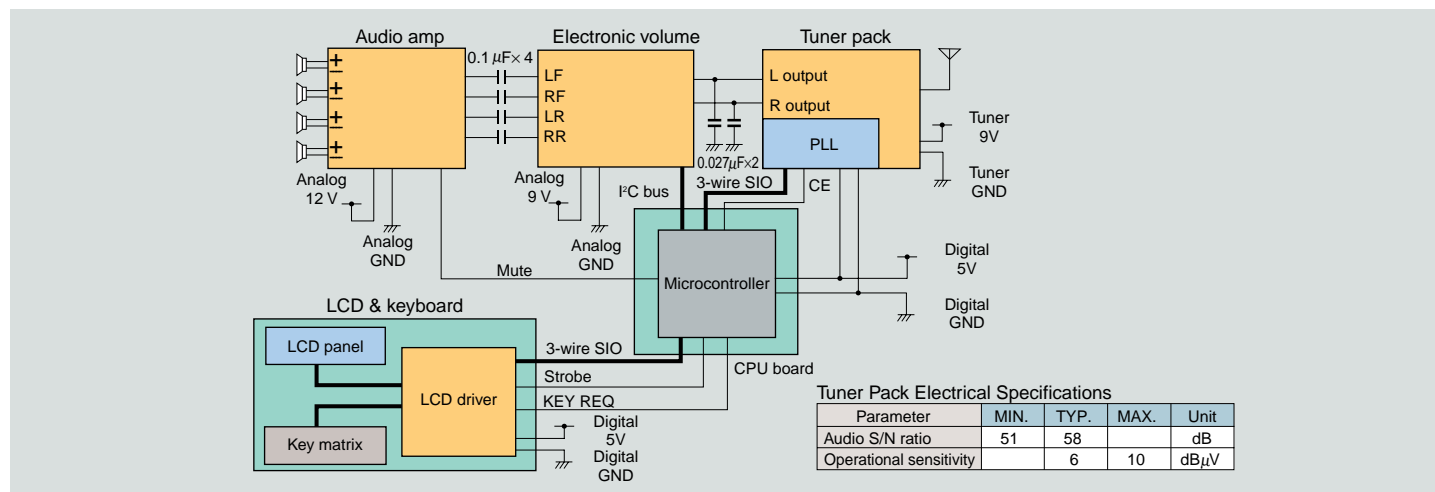 Audio amp
Electronic volume
Tuner pack
0.1 μF× 4
+
−
+
−
+
−
+
−
LF
RF
LR
RR
L output
R output
PLL
Tuner
9V
Tuner
GND
0.027μF×2
Analog
12 V
Analog
GND
Analog
9 V
Analog
GND
I²C bus
3-wire SIO
CE
Mute
Microcontroller
Digital
5V
Digital
GND
CPU board
LCD & keyboard
LCD panel
LCD driver
Key matrix
3-wire SIO
Strobe
KEY REQ
Digital
5V
Digital
GND
Tuner Pack Electrical Specifications
Parameter MIN. TYP. MAX. Unit
Audio S/N ratio 51 58 dB
Operational sensitivity 6 10 dBμV